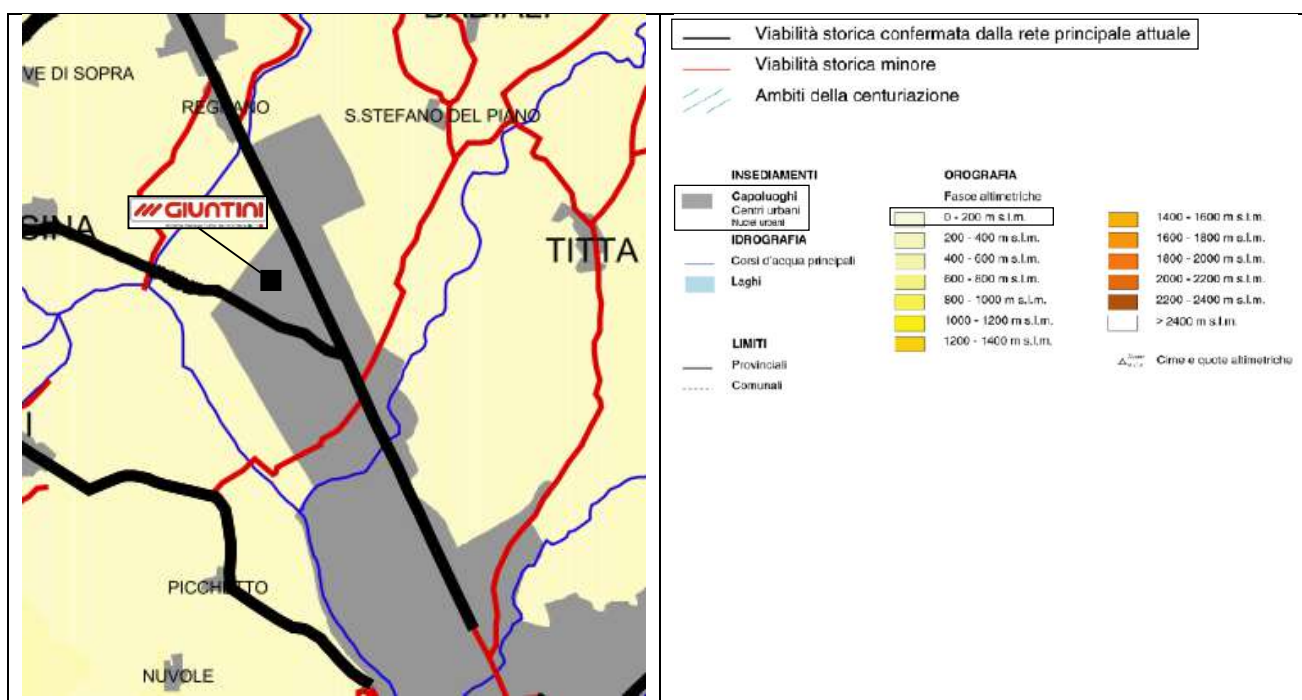 VE DI SOPRA
REGNANO
S.STEFANO DEL PIANO
GIUNTINI
TITTA
PICCHETTO
NUVOLE
Viabilità storica confermata dalla rete principale attuale
Viabilità storica minore
Ambiti della centuriazione
INSEDIAMENTI
Capoluoghi
Centri urbani
Nuclei urbani
IDROGRAFIA
Corsi d'acqua principali
Laghi
LIMITI
Provinciali
Comunali
OROGRAFIA
Fasce altimetriche
0 - 200 m s.l.m.
200 - 400 m s.l.m.
400 - 600 m s.l.m.
600 - 800 m s.l.m.
800 - 1000 m s.l.m.
1000 - 1200 m s.l.m.
1200 - 1400 m s.l.m.
1400 - 1600 m s.l.m.
1600 - 1800 m s.l.m.
1800 - 2000 m s.l.m.
2000 - 2200 m s.l.m.
2200 - 2400 m s.l.m.
> 2400 m s.l.m.
Cime e quote altimetriche